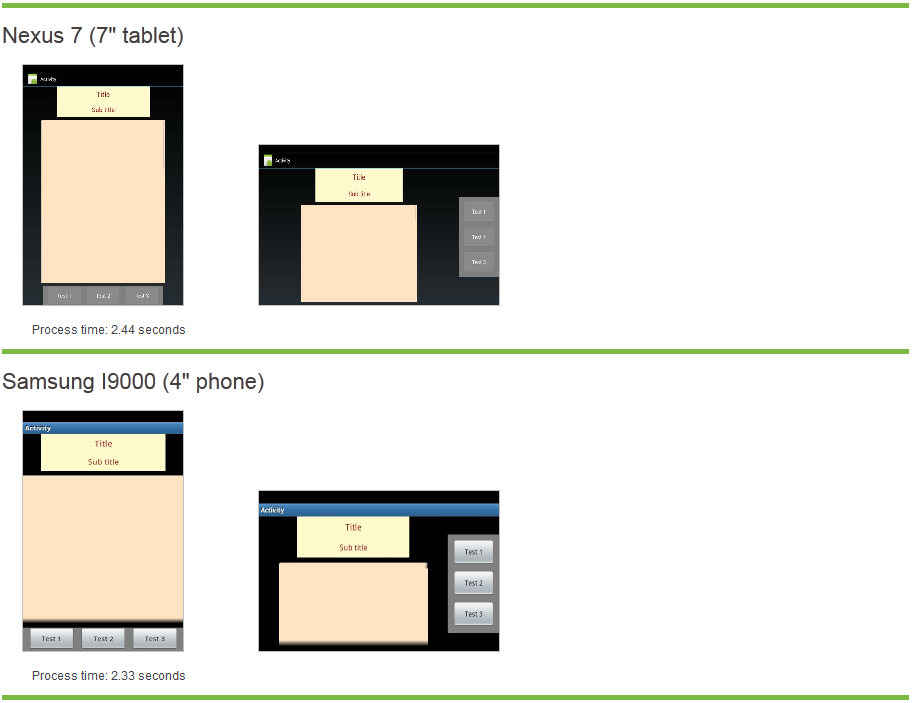 Nexus 7 (7" tablet)
Activity
Title
Sub title
Test 1 Test 2 Test 3
Activity
Title
Sub title
Test 1
Test 2
Test 3
Process time: 2.44 seconds
Samsung I9000 (4" phone)
Activity
Title
Sub title
Test 1 Test 2 Test 3
Activity
Title
Sub title
Test 1
Test 2
Test 3
Process time: 2.33 seconds